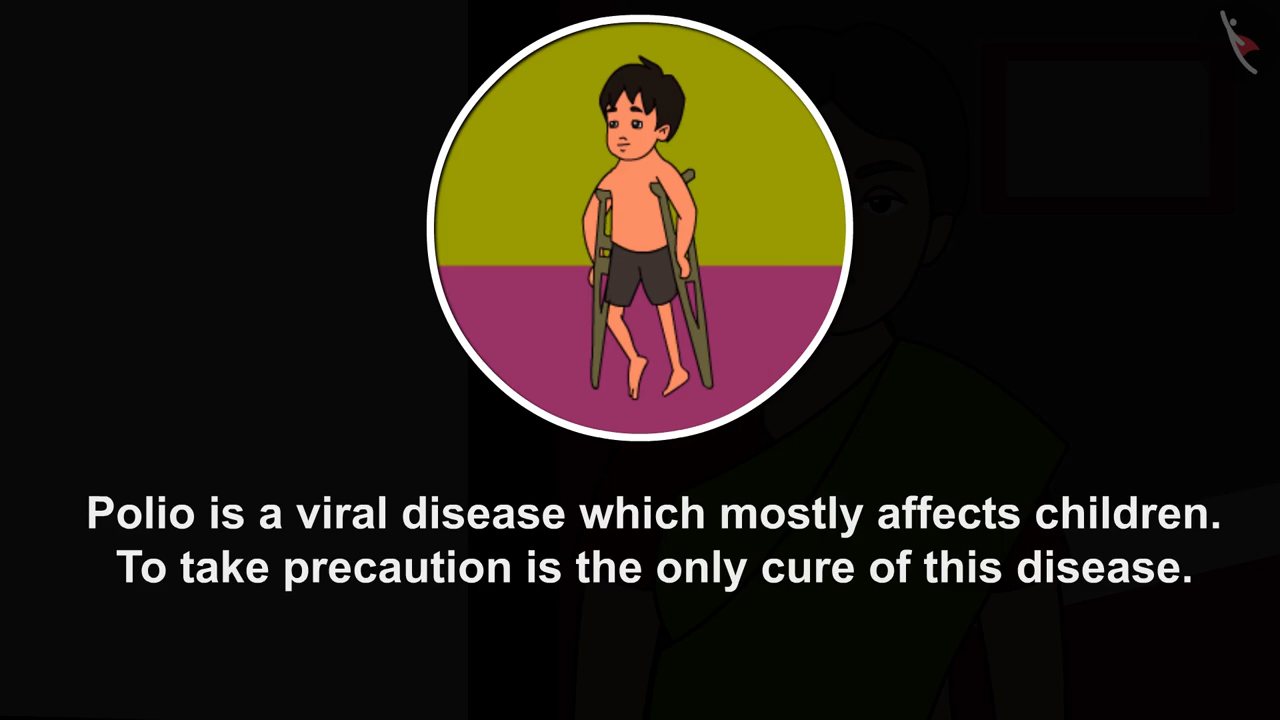 Polio is a viral disease which mostly affects children.
To take precaution is the only cure of this disease.